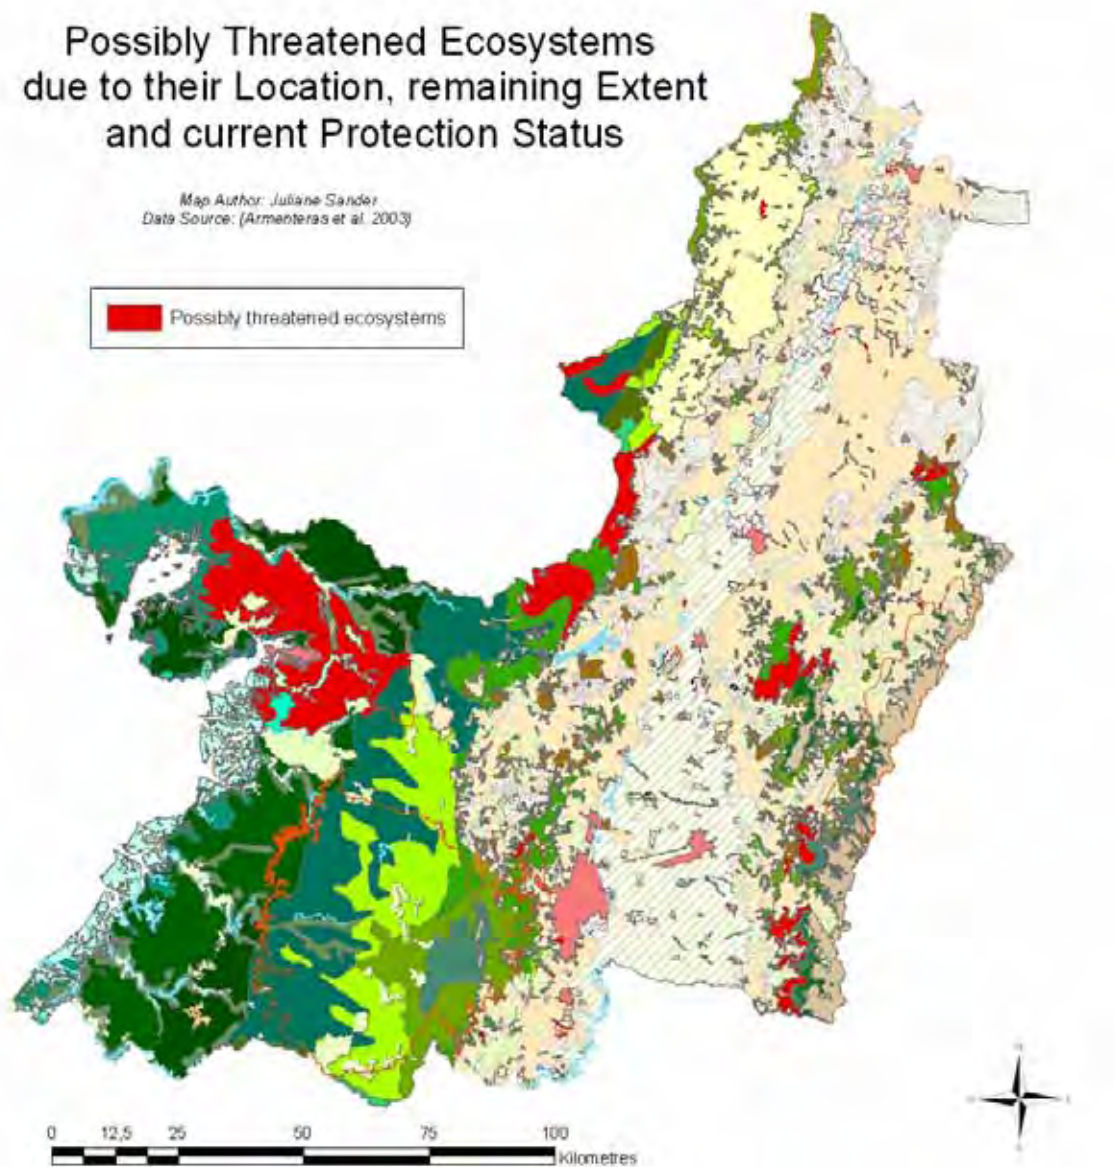 Possibly Threatened Ecosystems
due to their Location, remaining Extent
and current Protection Status
Map Author: Juliane Sander
Data Source: (Armenteras et al. 2003)
Possibly threatened ecosystems
0 12,5 25 50 75 100
Kilometres